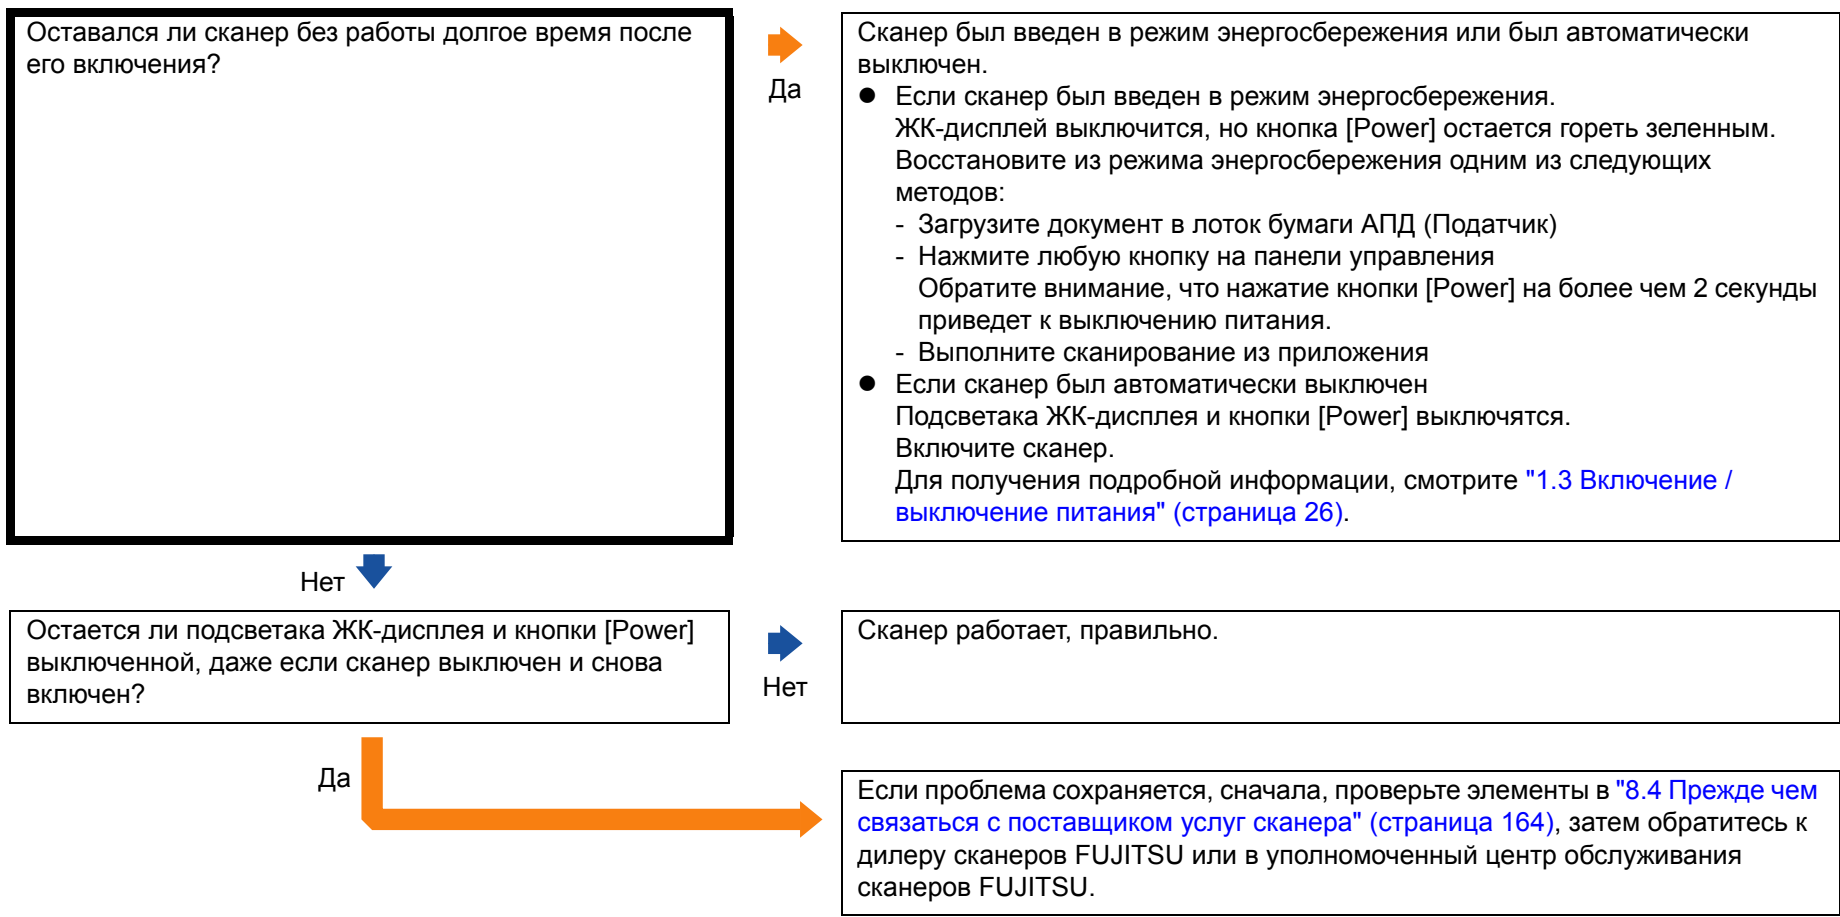 Оставался ли сканер без работы долгое время после
его включения?
Да
Сканер был введен в режим энергосбережения или был автоматически
выключен.
● Если сканер был введен в режим энергосбережения.
ЖК-дисплей выключится, но кнопка [Power] остается гореть зеленным.
Восстановите из режима энергосбережения одним из следующих
методов:
- Загрузите документ в лоток бумаги АПД (Податчик)
- Нажмите любую кнопку на панели управления
Обратите внимание, что нажатие кнопки [Power] на более чем 2 секунды
приведет к выключению питания.
- Выполните сканирование из приложения
● Если сканер был автоматически выключен
Подсветака ЖК-дисплея и кнопки [Power] выключятся.
Включите сканер.
Для получения подробной информации, смотрите "1.3 Включение /
выключение питания" (страница 26).
Нет
Остается ли подсветака ЖК-дисплея и кнопки [Power]
выключенной, даже если сканер выключен и снова
включен?
Нет
Сканер работает, правильно.
Да
Если проблема сохраняется, сначала, проверьте элементы в "8.4 Прежде чем
связаться с поставщиком услуг сканера" (страница 164), затем обратитесь к
дилеру сканеров FUJITSU или в уполномоченный центр обслуживания
сканеров FUJITSU.